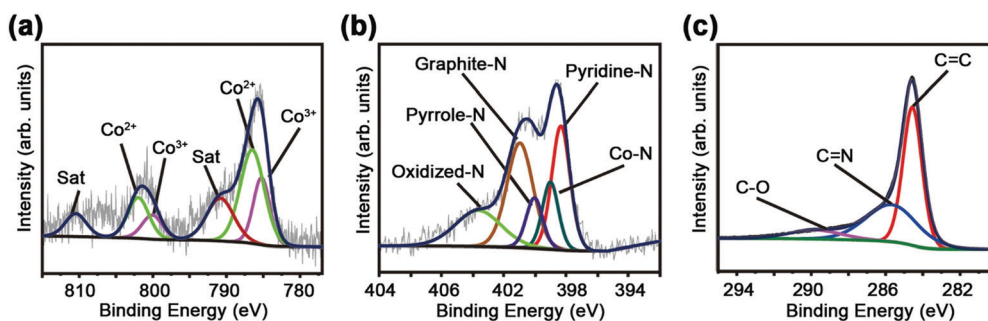 (a)
Intensity (arb. units)
Sat
Co2+
Co3+
Sat
Co2+
Co3+
810 800 790 780
Binding Energy (eV)
(b)
Intensity (arb. units)
Graphite-N
Pyrrole-N
Oxidized-N
Pyridine-N
Co-N
404 402 400 398 394
Binding Energy (eV)
(c)
Intensity (arb. units)
C=C
C=N
C-O
294 290 286 282
Binding Energy (eV)